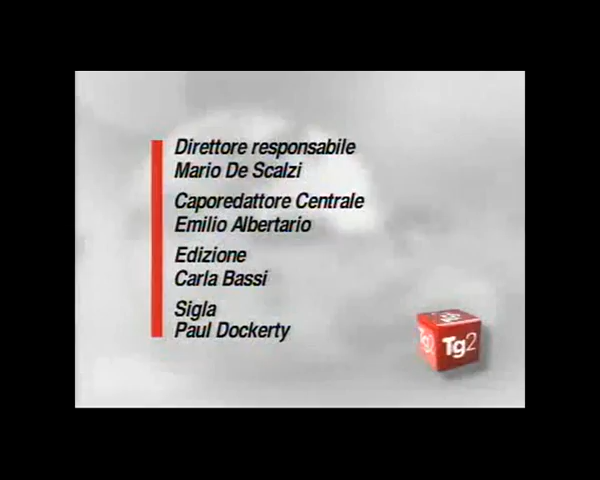 Direttore responsabile
Mario De Scalzi
Caporedattore Centrale
Emilio Albertario
Edizione
Carla Bassi
Sigla
Paul Dockerty
Tg2